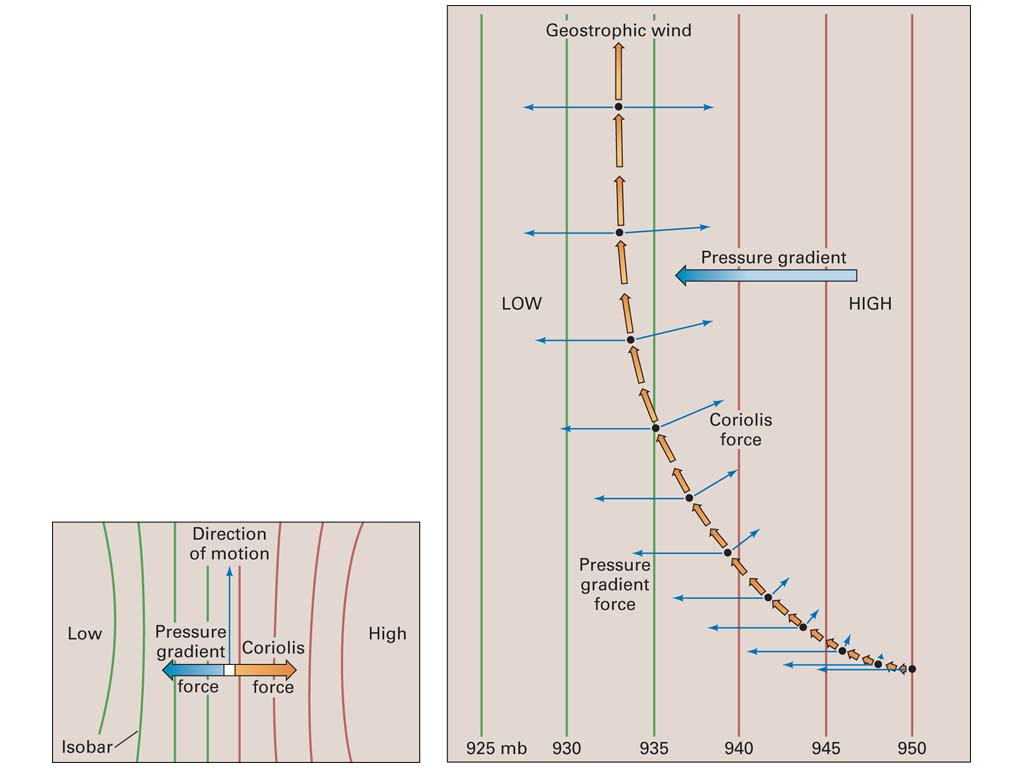 Direction
of motion
Low
Pressure
gradient
force
Coriolis
force
High
Isobar
Geostrophic wind
Pressure gradient
LOW
HIGH
Coriolis
force
Pressure
gradient
force
925 mb
930
935
940
945
950